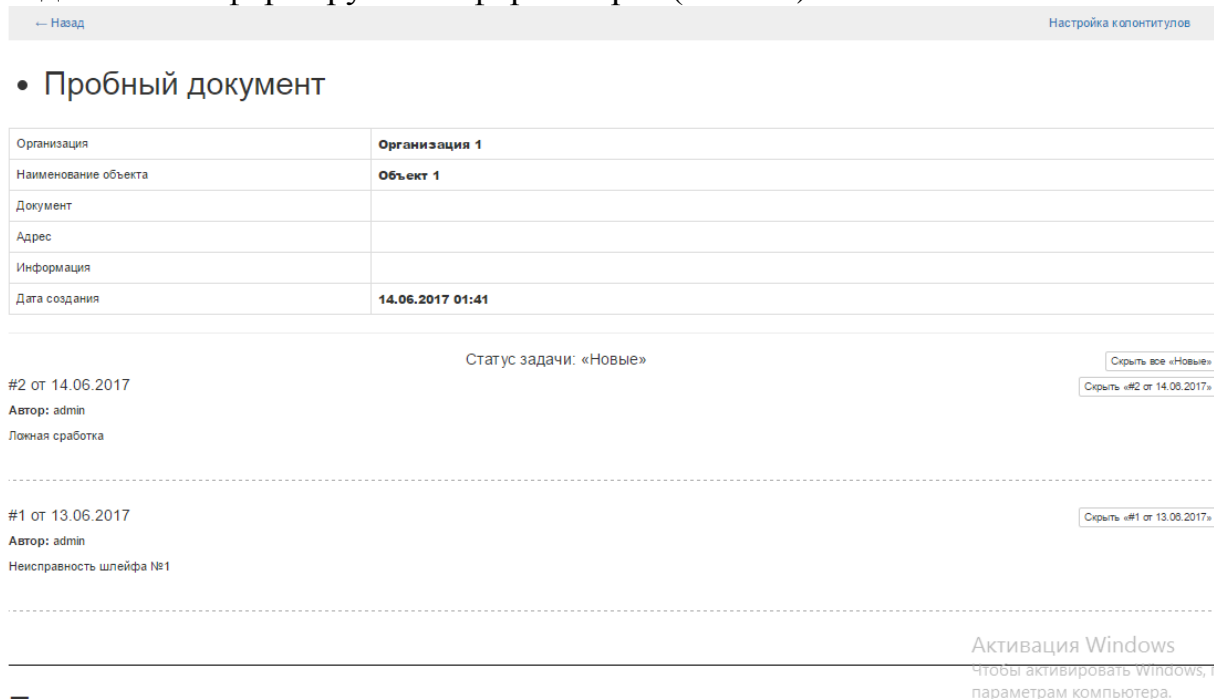 ← Назад Настройка колонтитулов
• Пробный документ
Организация Организация 1
Наименование объекта Объект 1
Документ
Адрес
Информация
Дата создания 14.06.2017 01:41
Статус задачи: «Новые» Скрыть все «Новые»
#2 от 14.06.2017 Скрыть «#2 от 14.06.2017»
Автор: admin
Ложная сработка
#1 от 13.06.2017 Скрыть «#1 от 13.06.2017»
Автор: admin
Неисправность шлейфа №1
Активация Windows
Чтобы активировать Windows,
параметрам компьютера.